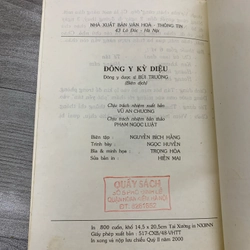 NHÀ XUẤT BẢN VĂN HÓA - THÔNG TIN
43 Lò Đúc - Hà Nội
ĐÔNG Y KỲ DIỆU
Đông y dược sĩ BÙI TRƯỜNG
(Biên dịch)
Chịu trách nhiệm xuất bản
VŨ AN CHƯƠNG
Chịu trách nhiệm bản thảo
PHẠM NGỌC LUẬT
Biên tập : NGUYỄN BÍCH HẰNG
Trình bày : NGỌC HUYỀN
Bìa & minh họa : TRỌNG HÒA
Sửa bản in : HIỀN MAI
QUẦY SÁCH
In 800 cuốn, khổ 14,5 x 20,5cm Tại Xưởng in NXBNN
Giấy phép xuất bản : 517-CXB/48-VHTT
In xong và nộp lưu chiểu Quý II năm 2000